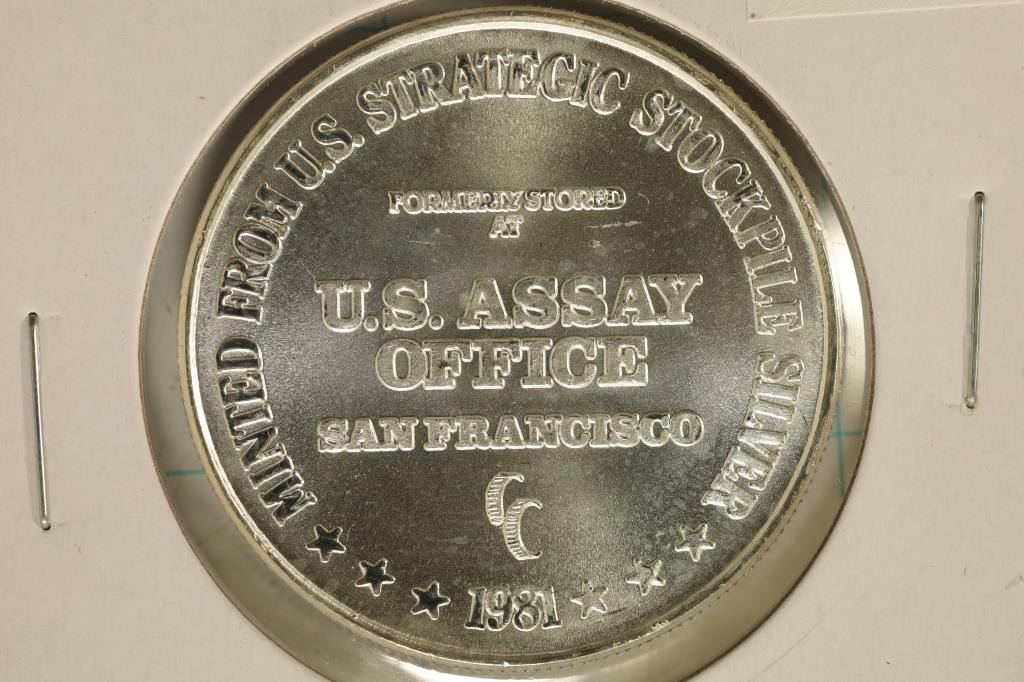 MINTED FROM U.S. STRATEGIC STOCKPILE SILVER
FORMERLY STORED
AT
U.S. ASSAY
OFFICE
SAN FRANCISCO
1981